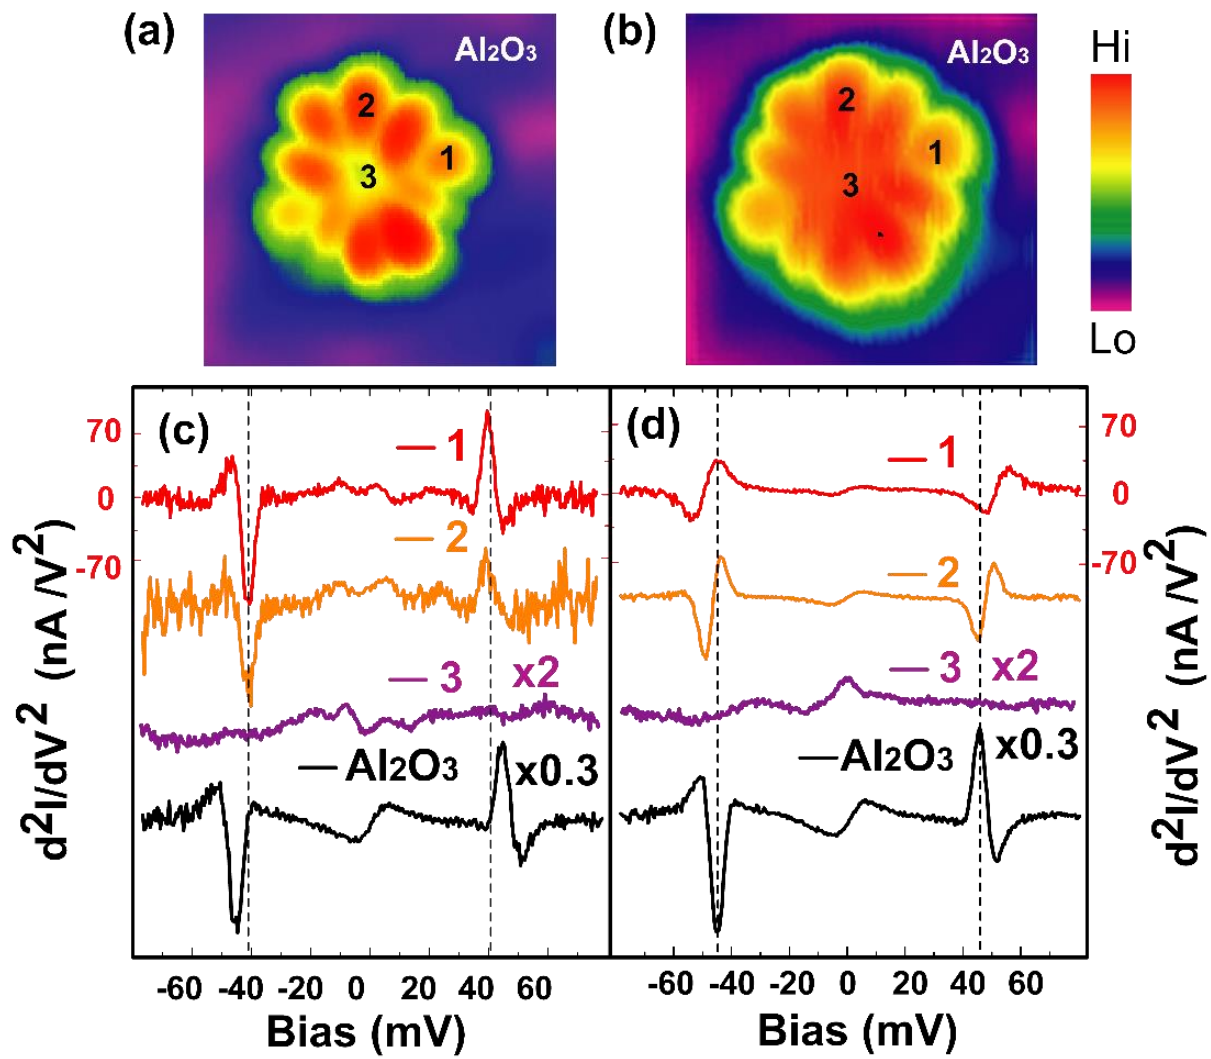 (a)
Al2O3
2
1
3
(b)
Al2O3
2
1
3
Hi
Lo
(c)
70
0
-70
1
2
3 x2
Al2O3 x0.3
d²I/dV² (nA /V²)
-60 -40 -20 0 20 40 60
Bias (mV)
(d)
70
0
-70
1
2
3 x2
Al2O3 x0.3
d²I/dV² (nA /V²)
-60 -40 -20 0 20 40 60
Bias (mV)